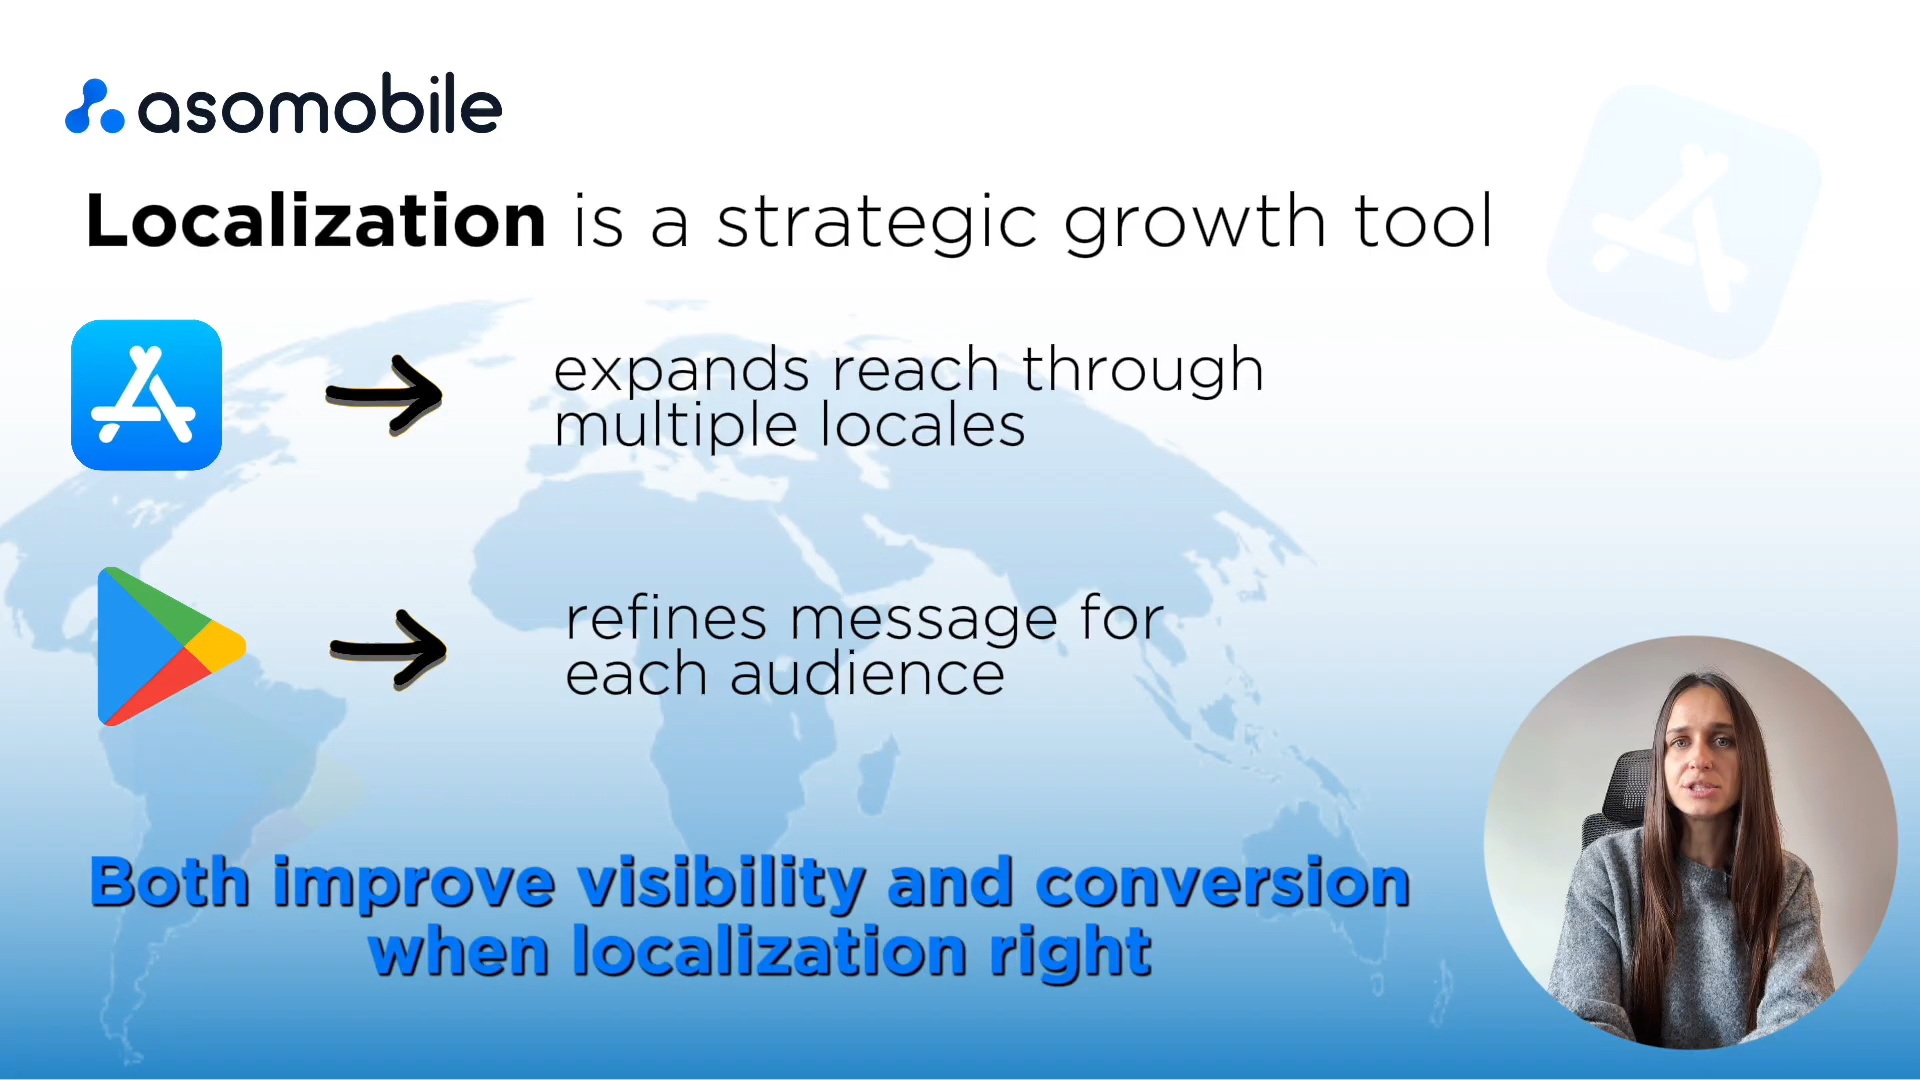 asomobile
Localization is a strategic growth tool
expands reach through
multiple locales
refines message for
each audience
Both improve visibility and conversion
when localization right